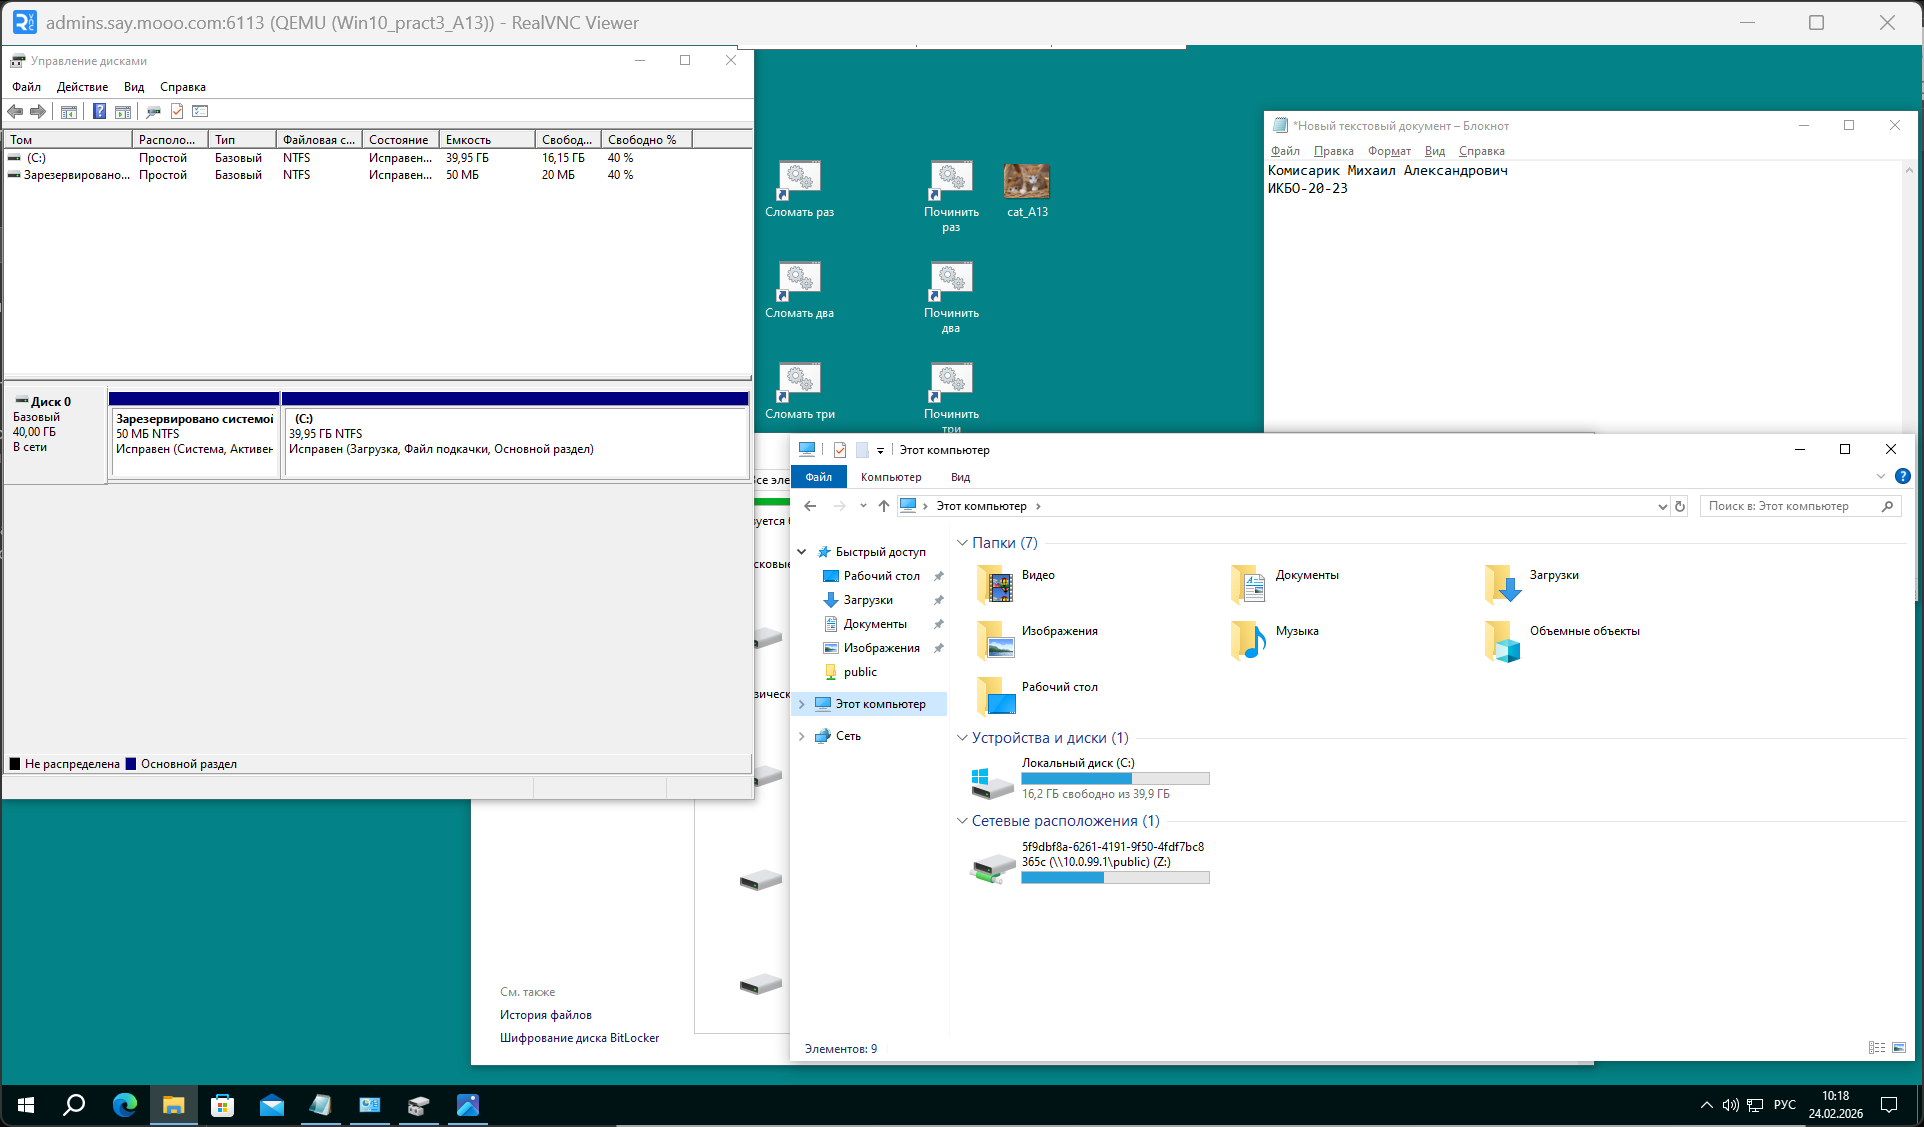 admins.say.mooo.com:6113 (QEMU (Win10_pract3_A13)) - RealVNC Viewer
Управление дисками
Файл Действие Вид Справка
Том Располо... Тип Файловая с... Состояние Емкость Свобод... Свободно %
(C:) Простой Базовый NTFS Исправен... 39,95 ГБ 16,15 ГБ 40 %
Зарезервировано... Простой Базовый NTFS Исправен... 50 МБ 20 МБ 40 %
Диск 0
Базовый
40,00 ГБ
В сети
Зарезервировано системой
50 МБ NTFS
Исправен (Система, Активен
(C:)
39,95 ГБ NTFS
Исправен (Загрузка, Файл подкачки, Основной раздел)
Не распределена Основной раздел
Сломать раз
Починить раз
cat_A13
Сломать два
Починить два
Сломать три
Починить три
*Новый текстовый документ – Блокнот
Файл Правка Формат Вид Справка
Комисарик Михаил Александрович
ИКБО-20-23
Этот компьютер
Файл Компьютер Вид
Этот компьютер
Поиск в: Этот компьютер
Быстрый доступ
Рабочий стол
Загрузки
Документы
Изображения
public
Этот компьютер
Сеть
Папки (7)
Видео
Документы
Загрузки
Изображения
Музыка
Объемные объекты
Рабочий стол
Устройства и диски (1)
Локальный диск (C:)
16,2 ГБ свободно из 39,9 ГБ
Сетевые расположения (1)
5f9dbf8a-6261-4191-9f50-4fdf7bc8
365c (\\10.0.99.1\public) (Z:)
Элементов: 9
См. также
История файлов
Шифрование диска BitLocker
РУС
10:18
24.02.2026